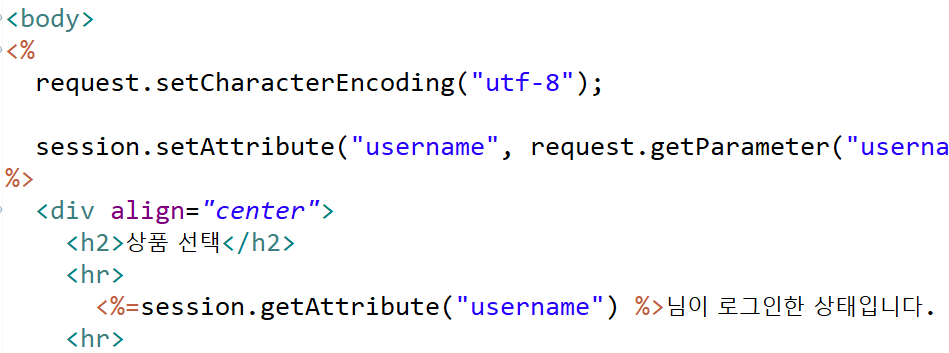 <body>
<%
request.setCharacterEncoding("utf-8");
session.setAttribute("username", request.getParameter("userna
%>
<div align="center">
<h2>상품 선택</h2>
<hr>
<%=session.getAttribute("username") %>님이 로그인한 상태입니다.
<hr>